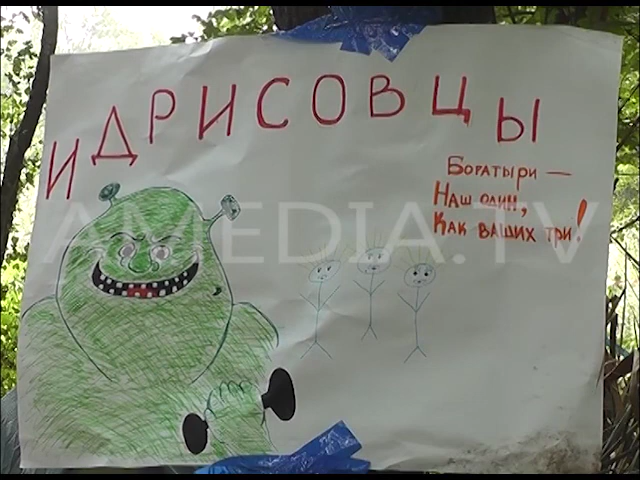 ИДРИСОВЦЫ
Богатыри —
Наш один,
Как ваших три!
AMEDIA.TV